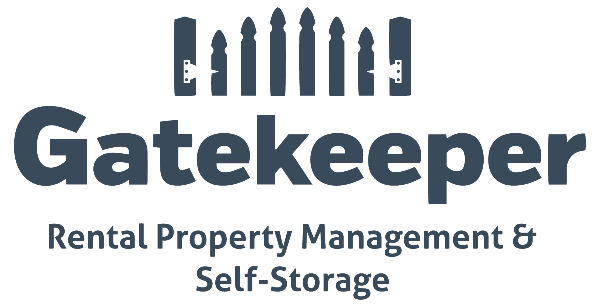 Gatekeeper
Rental Property Management &
Self-Storage